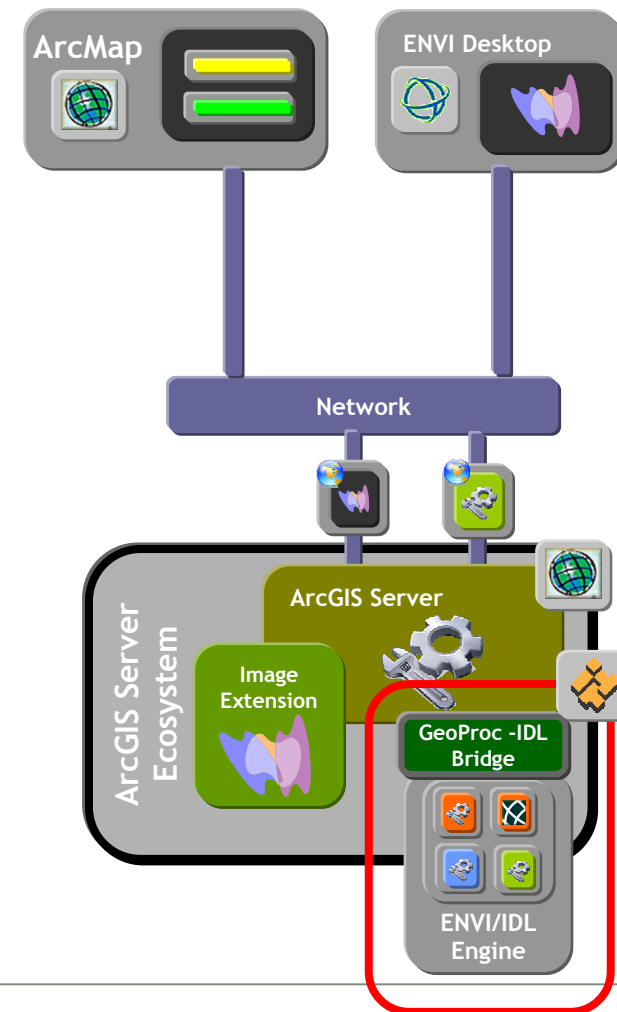 ArcMap
ENVI Desktop
Network
ArcGIS Server
Ecosystem
ArcGIS Server
Image
Extension
GeoProc -IDL
Bridge
ENVI/IDL
Engine